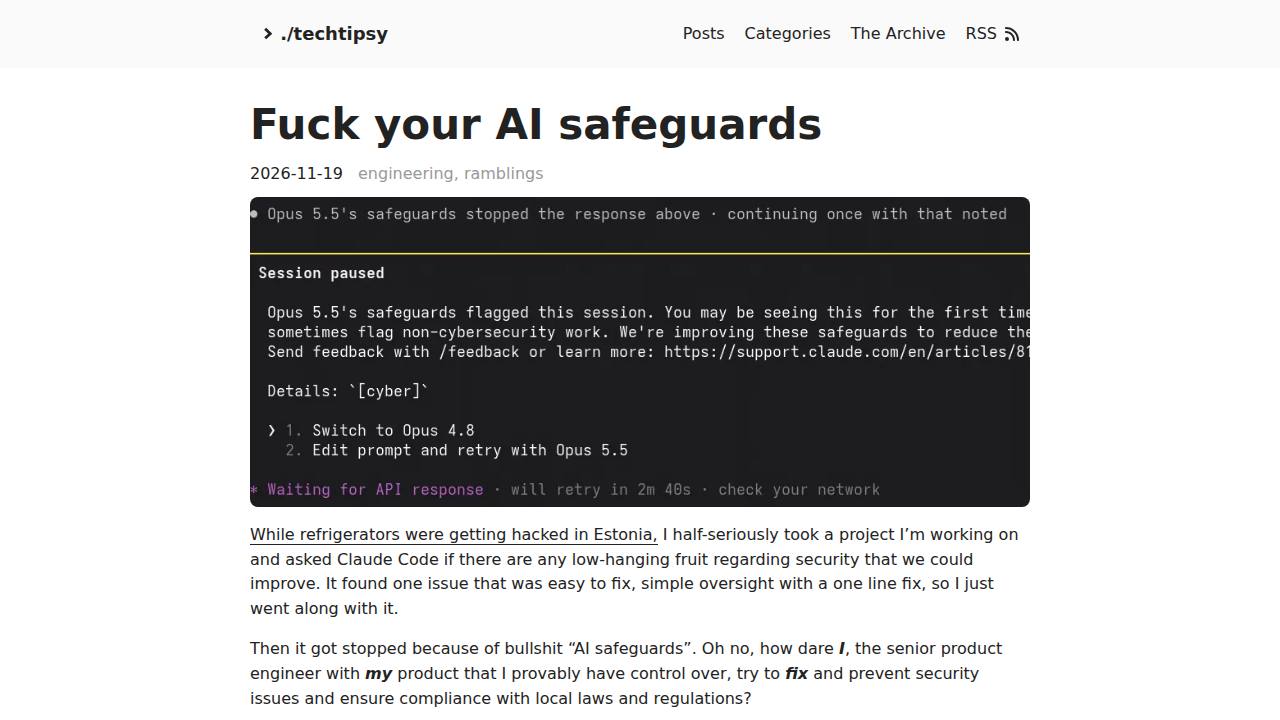 ./techtipsy
Posts
Categories
The Archive
RSS
Fuck your AI safeguards
2026-11-19 engineering, ramblings
● Opus 5.5's safeguards stopped the response above · continuing once with that noted
Session paused
Opus 5.5's safeguards flagged this session. You may be seeing this for the first time
sometimes flag non-cybersecurity work. We're improving these safeguards to reduce the
Send feedback with /feedback or learn more: https://support.claude.com/en/articles/81
Details: `[cyber]`
❯ 1. Switch to Opus 4.8
2. Edit prompt and retry with Opus 5.5
* Waiting for API response · will retry in 2m 40s · check your network
While refrigerators were getting hacked in Estonia, I half-seriously took a project I’m working on
and asked Claude Code if there are any low-hanging fruit regarding security that we could
improve. It found one issue that was easy to fix, simple oversight with a one line fix, so I just
went along with it.
Then it got stopped because of bullshit “AI safeguards”. Oh no, how dare I, the senior product
engineer with my product that I provably have control over, try to fix and prevent security
issues and ensure compliance with local laws and regulations?